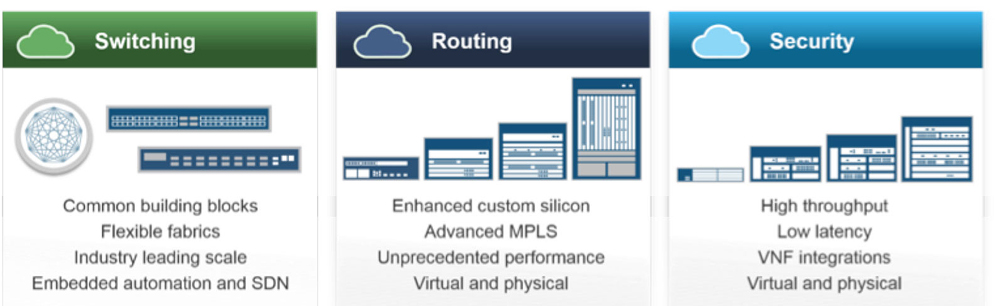 Switching
Common building blocks
Flexible fabrics
Industry leading scale
Embedded automation and SDN
Routing
Enhanced custom silicon
Advanced MPLS
Unprecedented performance
Virtual and physical
Security
High throughput
Low latency
VNF integrations
Virtual and physical